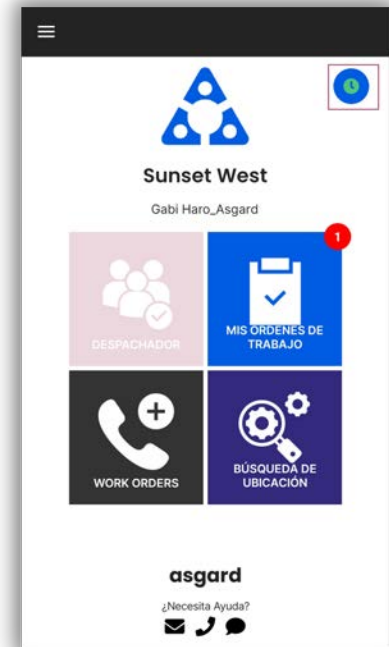 Sunset West
Gabi Haro_Asgard
1
DESPACHADOR
MIS ÓRDENES DE
TRABAJO
WORK ORDERS
BÚSQUEDA DE
UBICACIÓN
asgard
¿Necesita Ayuda?